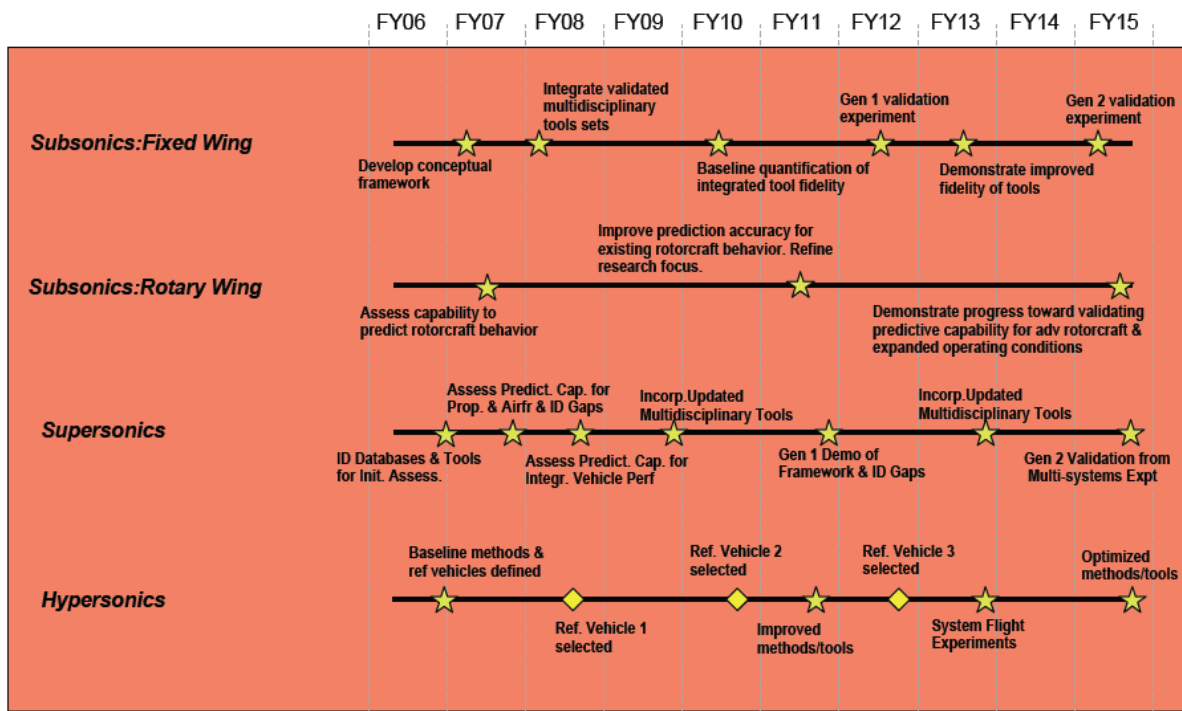 FY06 FY07 FY08 FY09 FY10 FY11 FY12 FY13 FY14 FY15
Subsonics:Fixed Wing
Develop conceptual
framework
Integrate validated
multidisciplinary
tools sets
Baseline quantification of
integrated tool fidelity
Gen 1 validation
experiment
Demonstrate improved
fidelity of tools
Gen 2 validation
experiment
Subsonics:Rotary Wing
Assess capability to
predict rotorcraft behavior
Improve prediction accuracy for
existing rotorcraft behavior. Refine
research focus.
Demonstrate progress toward validating
predictive capability for adv rotorcraft &
expanded operating conditions
Supersonics
ID Databases & Tools
for Init. Assess.
Assess Predict. Cap. for
Prop. & Airfr & ID Gaps
Assess Predict. Cap. for
Integr. Vehicle Perf
Incorp.Updated
Multidisciplinary Tools
Gen 1 Demo of
Framework & ID Gaps
Incorp.Updated
Multidisciplinary Tools
Gen 2 Validation from
Multi-systems Expt
Hypersonics
Baseline methods &
ref vehicles defined
Ref. Vehicle 1
selected
Ref. Vehicle 2
selected
Improved
methods/tools
Ref. Vehicle 3
selected
System Flight
Experiments
Optimized
methods/tools